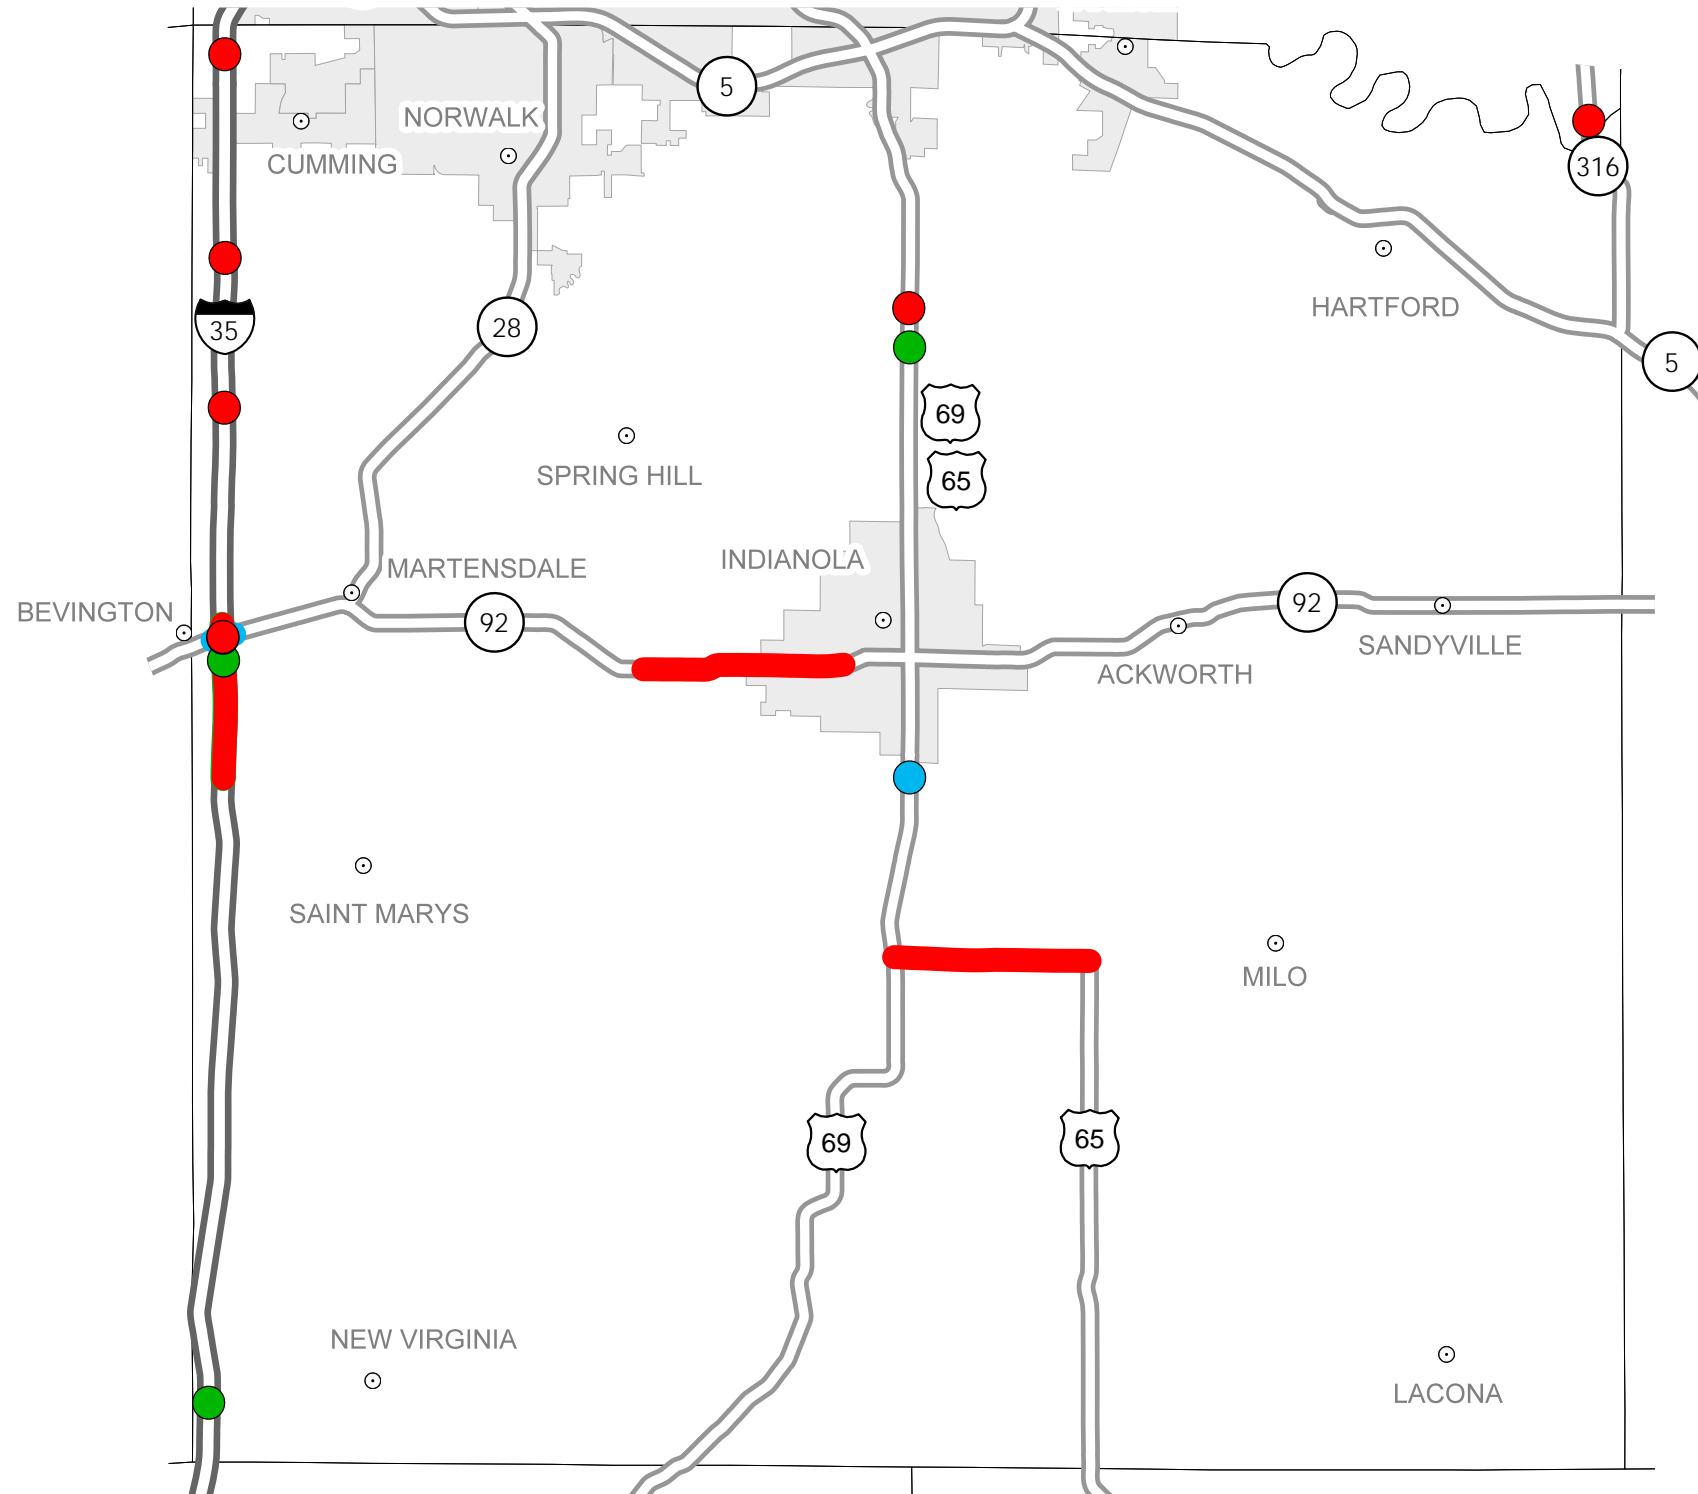 5
NORWALK
CUMMING
316
35
28
HARTFORD
5
69
65
SPRING HILL
INDIANOLA
MARTENSDALE
BEVINGTON
92
92
SANDYVILLE
ACKWORTH
SAINT MARYS
MILO
69
65
NEW VIRGINIA
LACONA